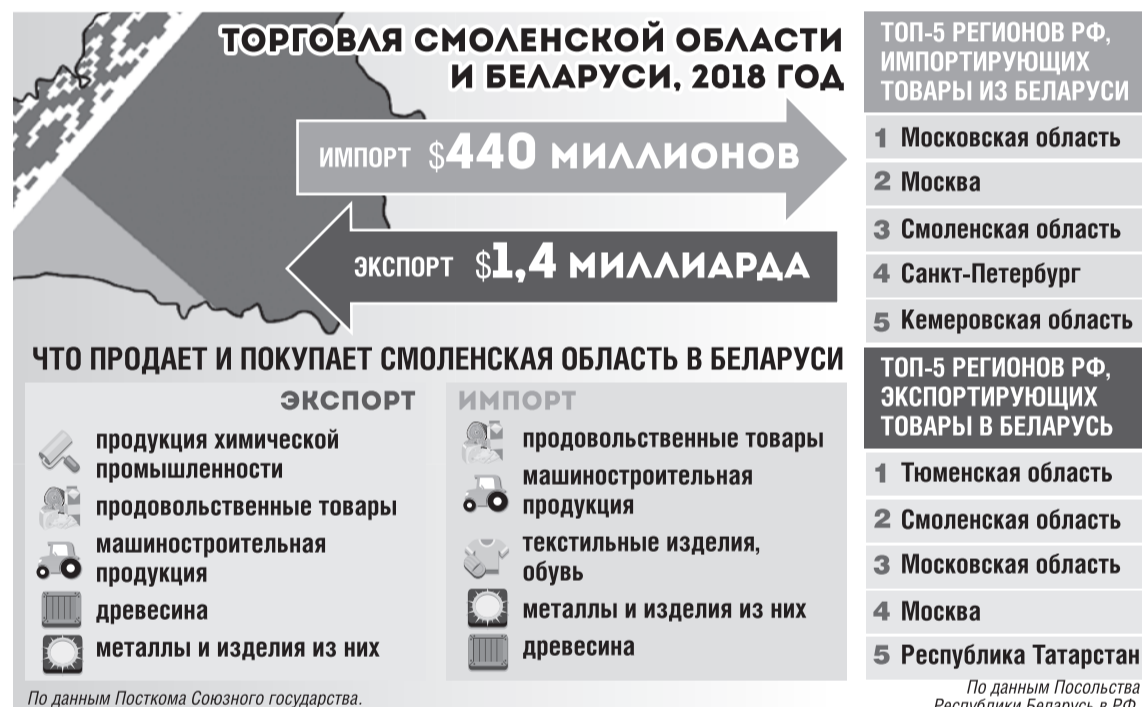 ТОРГОВЛЯ СМОЛЕНСКОЙ ОБЛАСТИ
И БЕЛАРУСИ, 2018 ГОД
ИМПОРТ $440 МИЛЛИОНОВ
ЭКСПОРТ $1,4 МИЛЛИАРДА
ЧТО ПРОДАЕТ И ПОКУПАЕТ СМОЛЕНСКАЯ ОБЛАСТЬ В БЕЛАРУСИ
ЭКСПОРТ
продукция химической
промышленности
продовольственные товары
машиностроительная
продукция
древесина
металлы и изделия из них
ИМПОРТ
продовольственные товары
машиностроительная
продукция
текстильные изделия,
обувь
металлы и изделия из них
древесина
По данным Посткома Союзного государства.
ТОП-5 РЕГИОНОВ РФ,
ИМПОРТИРУЮЩИХ
ТОВАРЫ ИЗ БЕЛАРУСИ
1 Московская область
2 Москва
3 Смоленская область
4 Санкт-Петербург
5 Кемеровская область
ТОП-5 РЕГИОНОВ РФ,
ЭКСПОРТИРУЮЩИХ
ТОВАРЫ В БЕЛАРУСЬ
1 Тюменская область
2 Смоленская область
3 Московская область
4 Москва
5 Республика Татарстан
По данным Посольства
Республики Беларусь в РФ.